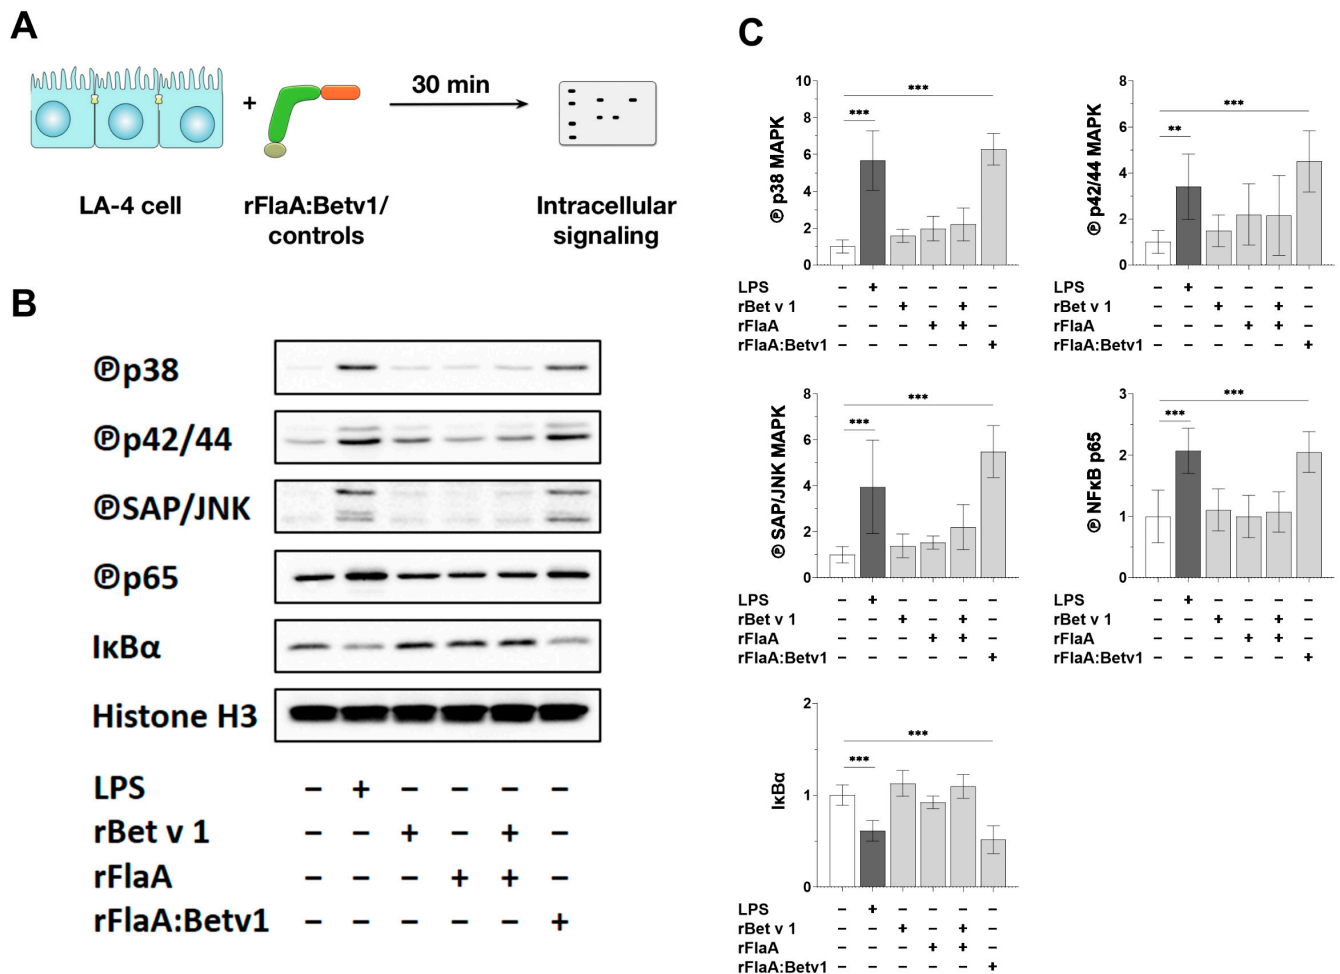 A
30 min
+
LA-4 cell
rFlaA:Betv1/
controls
Intracellular
signaling
B
Ⓟp38
Ⓟp42/44
ⓅSAP/JNK
Ⓟp65
IκBα
Histone H3
LPS – + – – – –
rBet v 1 – – + – + –
rFlaA – – – + + –
rFlaA:Betv1 – – – – – +
C
Ⓟ p38 MAPK
10
8
6
4
2
0
***
***
LPS – + – – – –
rBet v 1 – – + – + –
rFlaA – – – + + –
rFlaA:Betv1 – – – – – +
Ⓟ p42/44 MAPK
8
6
4
2
0
***
**
LPS – + – – – –
rBet v 1 – – + – + –
rFlaA – – – + + –
rFlaA:Betv1 – – – – – +
Ⓟ SAP/JNK MAPK
8
6
4
2
0
***
***
LPS – + – – – –
rBet v 1 – – + – + –
rFlaA – – – + + –
rFlaA:Betv1 – – – – – +
Ⓟ NFκB p65
3
2
1
0
***
***
LPS – + – – – –
rBet v 1 – – + – + –
rFlaA – – – + + –
rFlaA:Betv1 – – – – – +
IκBα
2
1
0
***
***
LPS – + – – – –
rBet v 1 – – + – + –
rFlaA – – – + + –
rFlaA:Betv1 – – – – – +